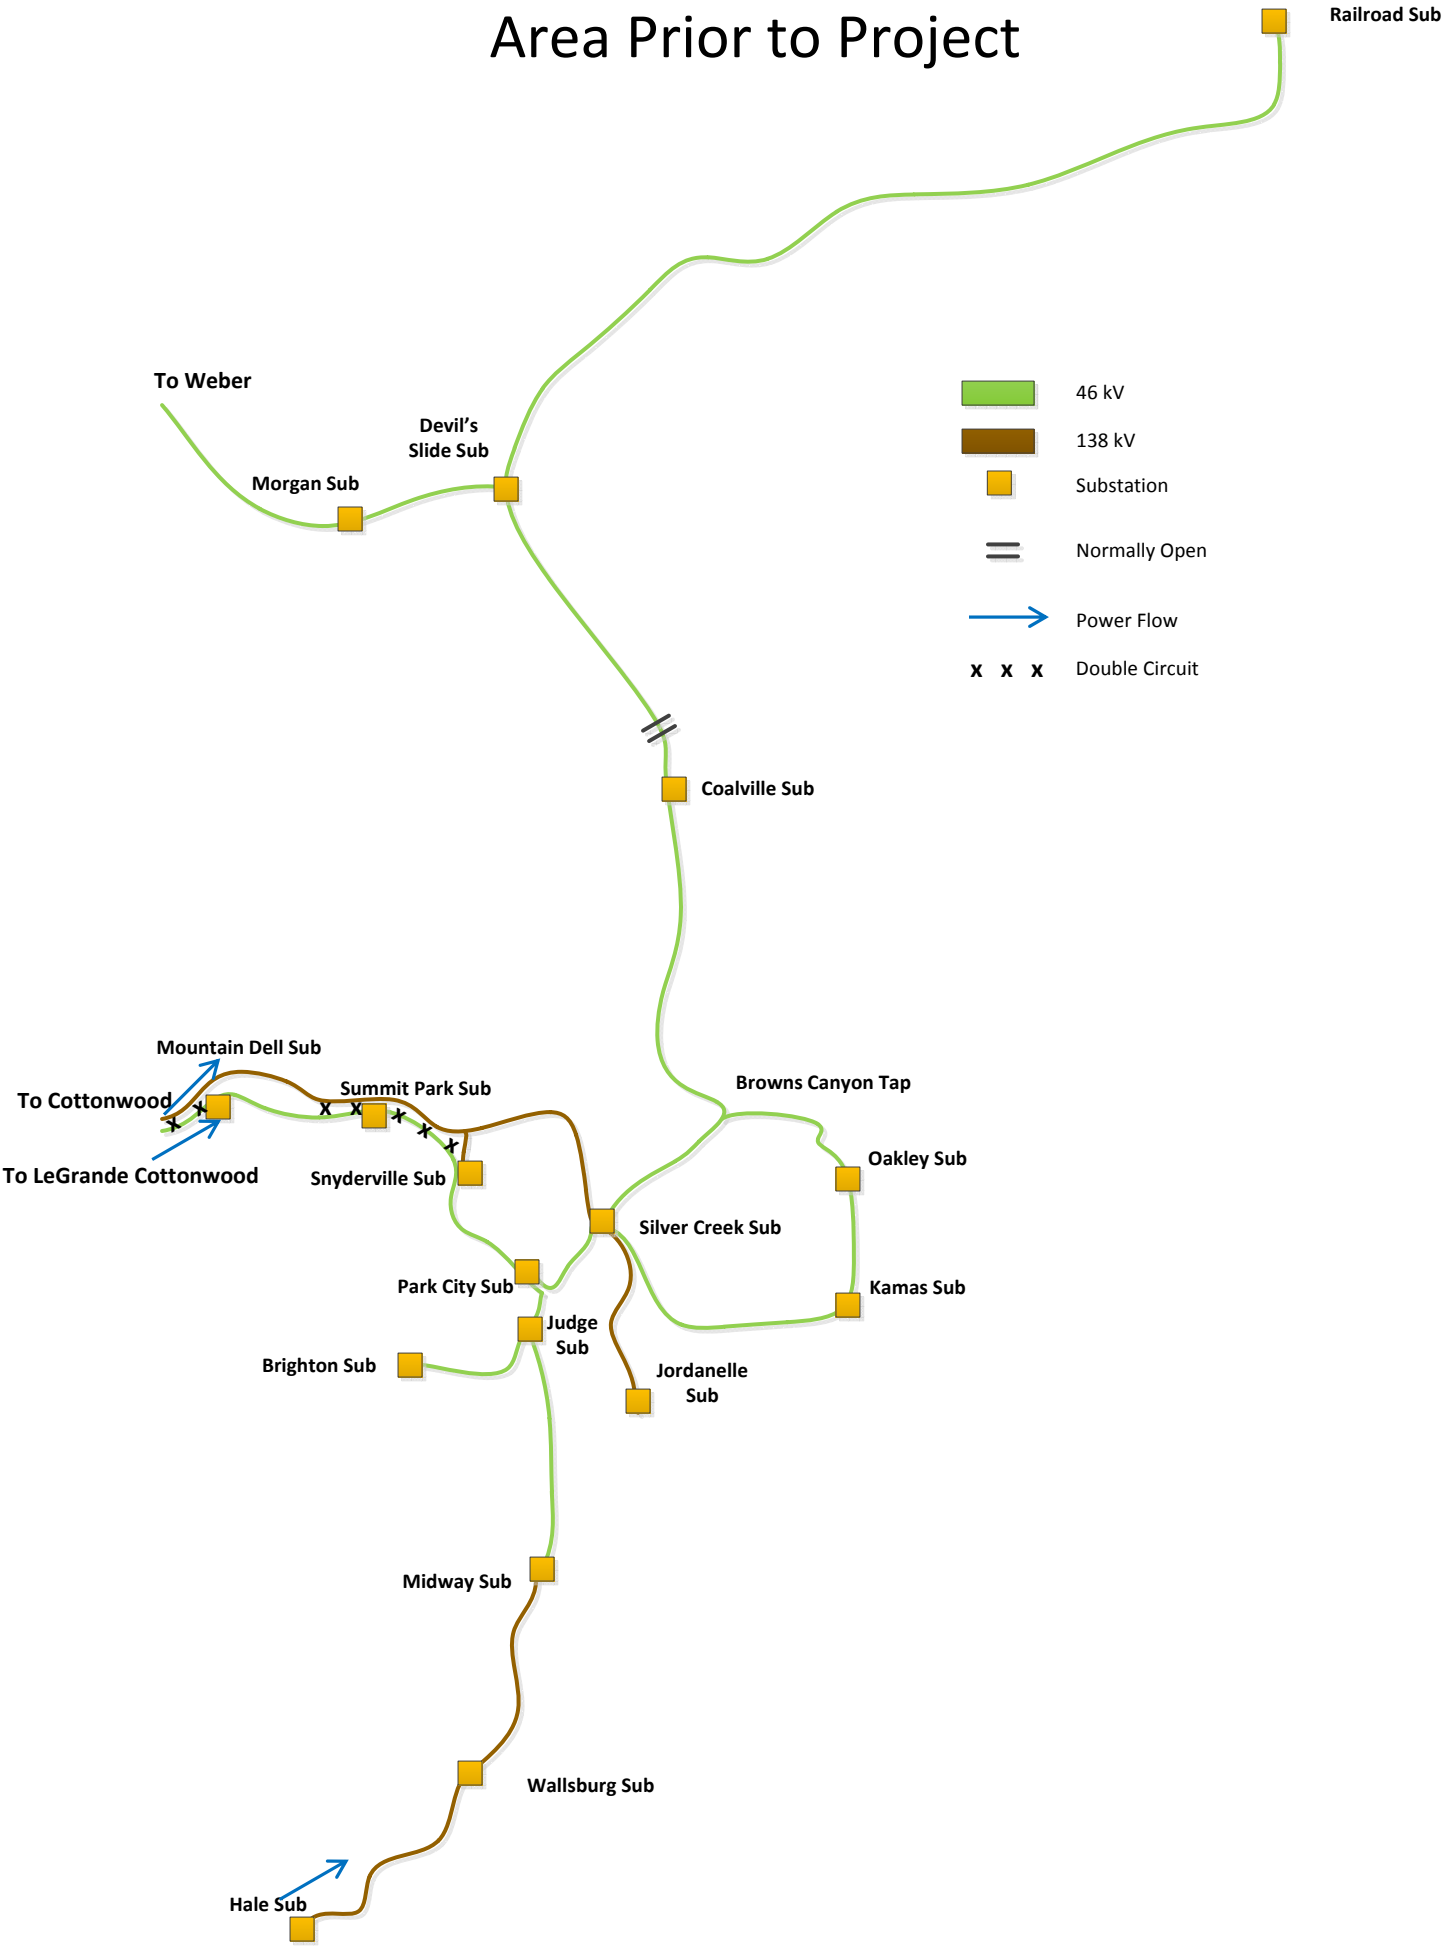 Area Prior to Project
Railroad Sub
To Weber
Devil's
Slide Sub
Morgan Sub
46 kV
138 kV
Substation
Normally Open
Power Flow
x x x Double Circuit
Coalville Sub
Mountain Dell Sub
Browns Canyon Tap
Summit Park Sub
To Cottonwood
x
x
x
x
x
x
x
Oakley Sub
To LeGrande Cottonwood
Snyderville Sub
Silver Creek Sub
Park City Sub
Kamas Sub
Judge
Sub
Brighton Sub
Jordanelle
Sub
Midway Sub
Wallsburg Sub
Hale Sub